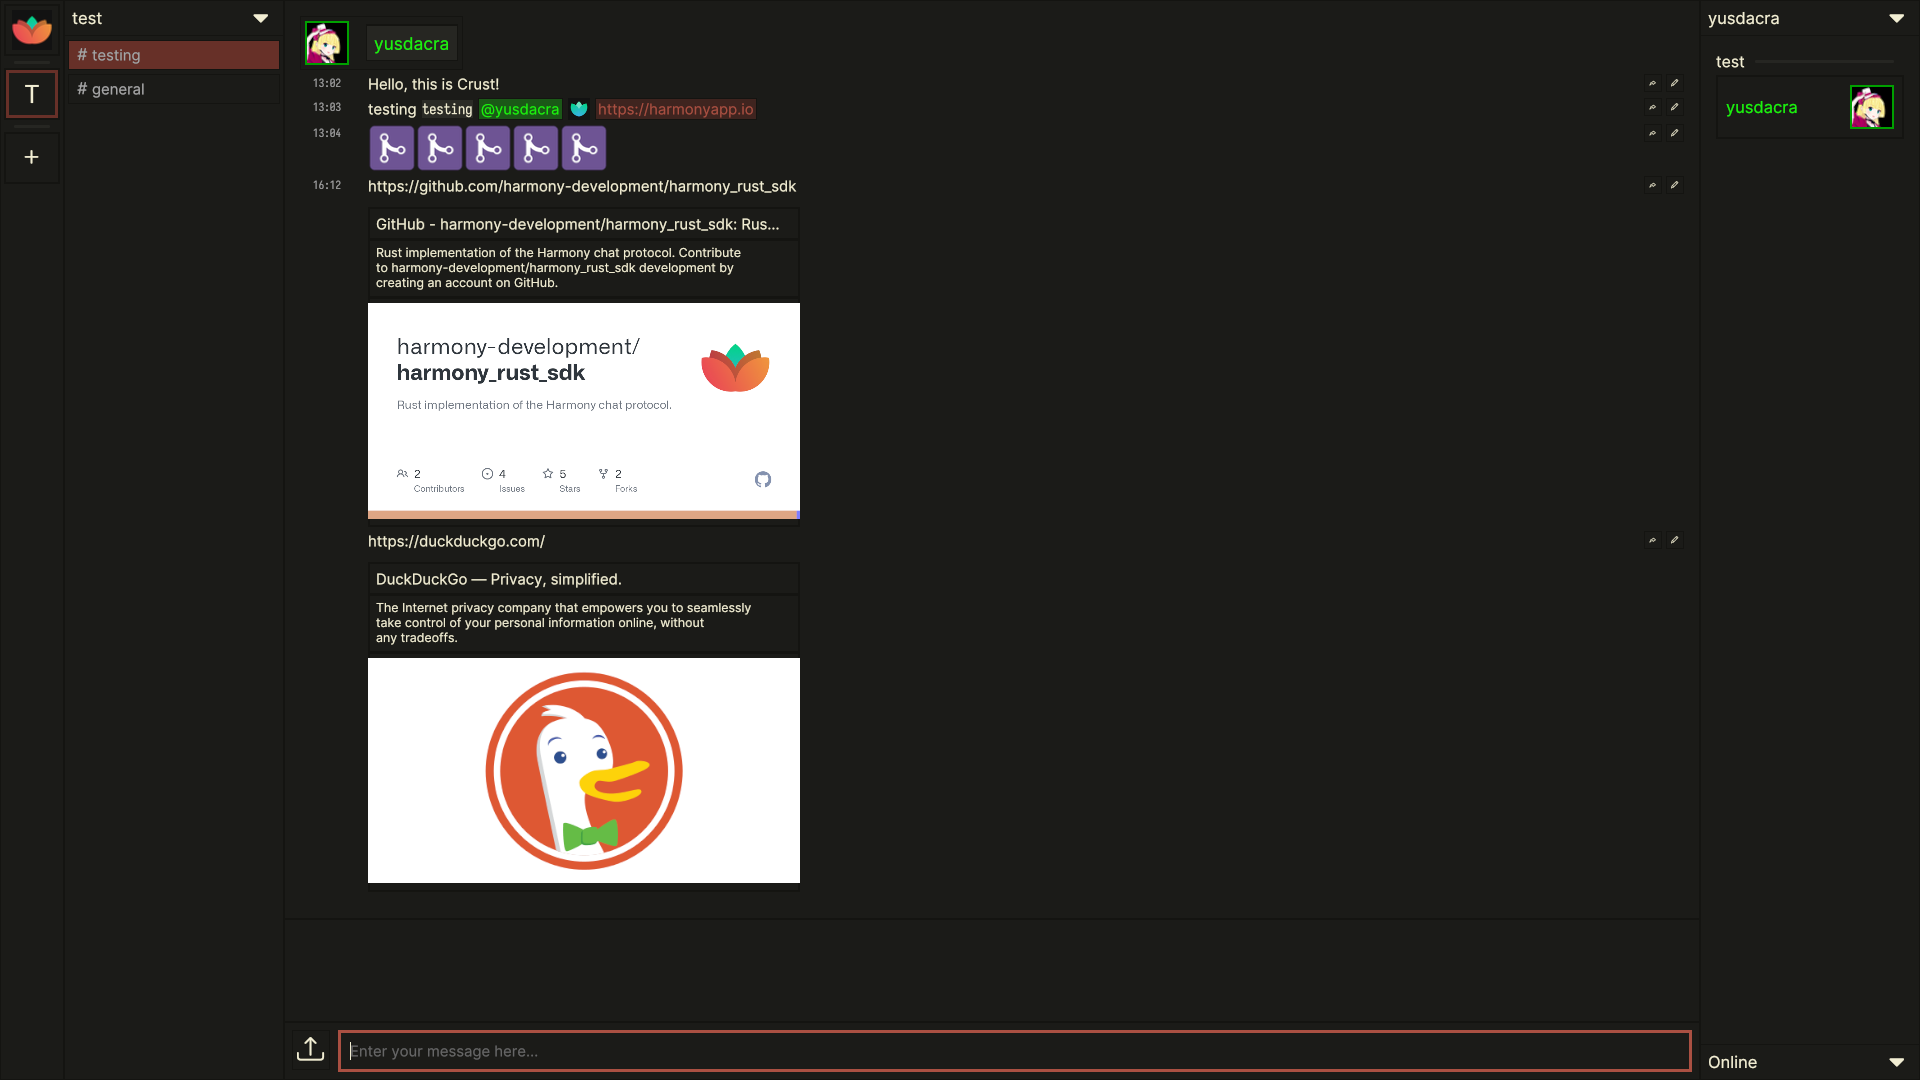 test
# testing
# general
T
+
yusdacra
13:02 Hello, this is Crust!
13:03 testing testing @yusdacra https://harmonyapp.io
13:04
16:12 https://github.com/harmony-development/harmony_rust_sdk
GitHub - harmony-development/harmony_rust_sdk: Rus...
Rust implementation of the Harmony chat protocol. Contribute
to harmony-development/harmony_rust_sdk development by
creating an account on GitHub.
harmony-development/
harmony_rust_sdk
Rust implementation of the Harmony chat protocol.
2 Contributors
4 Issues
5 Stars
2 Forks
https://duckduckgo.com/
DuckDuckGo — Privacy, simplified.
The Internet privacy company that empowers you to seamlessly
take control of your personal information online, without
any tradeoffs.
Enter your message here...
yusdacra
test
yusdacra
Online